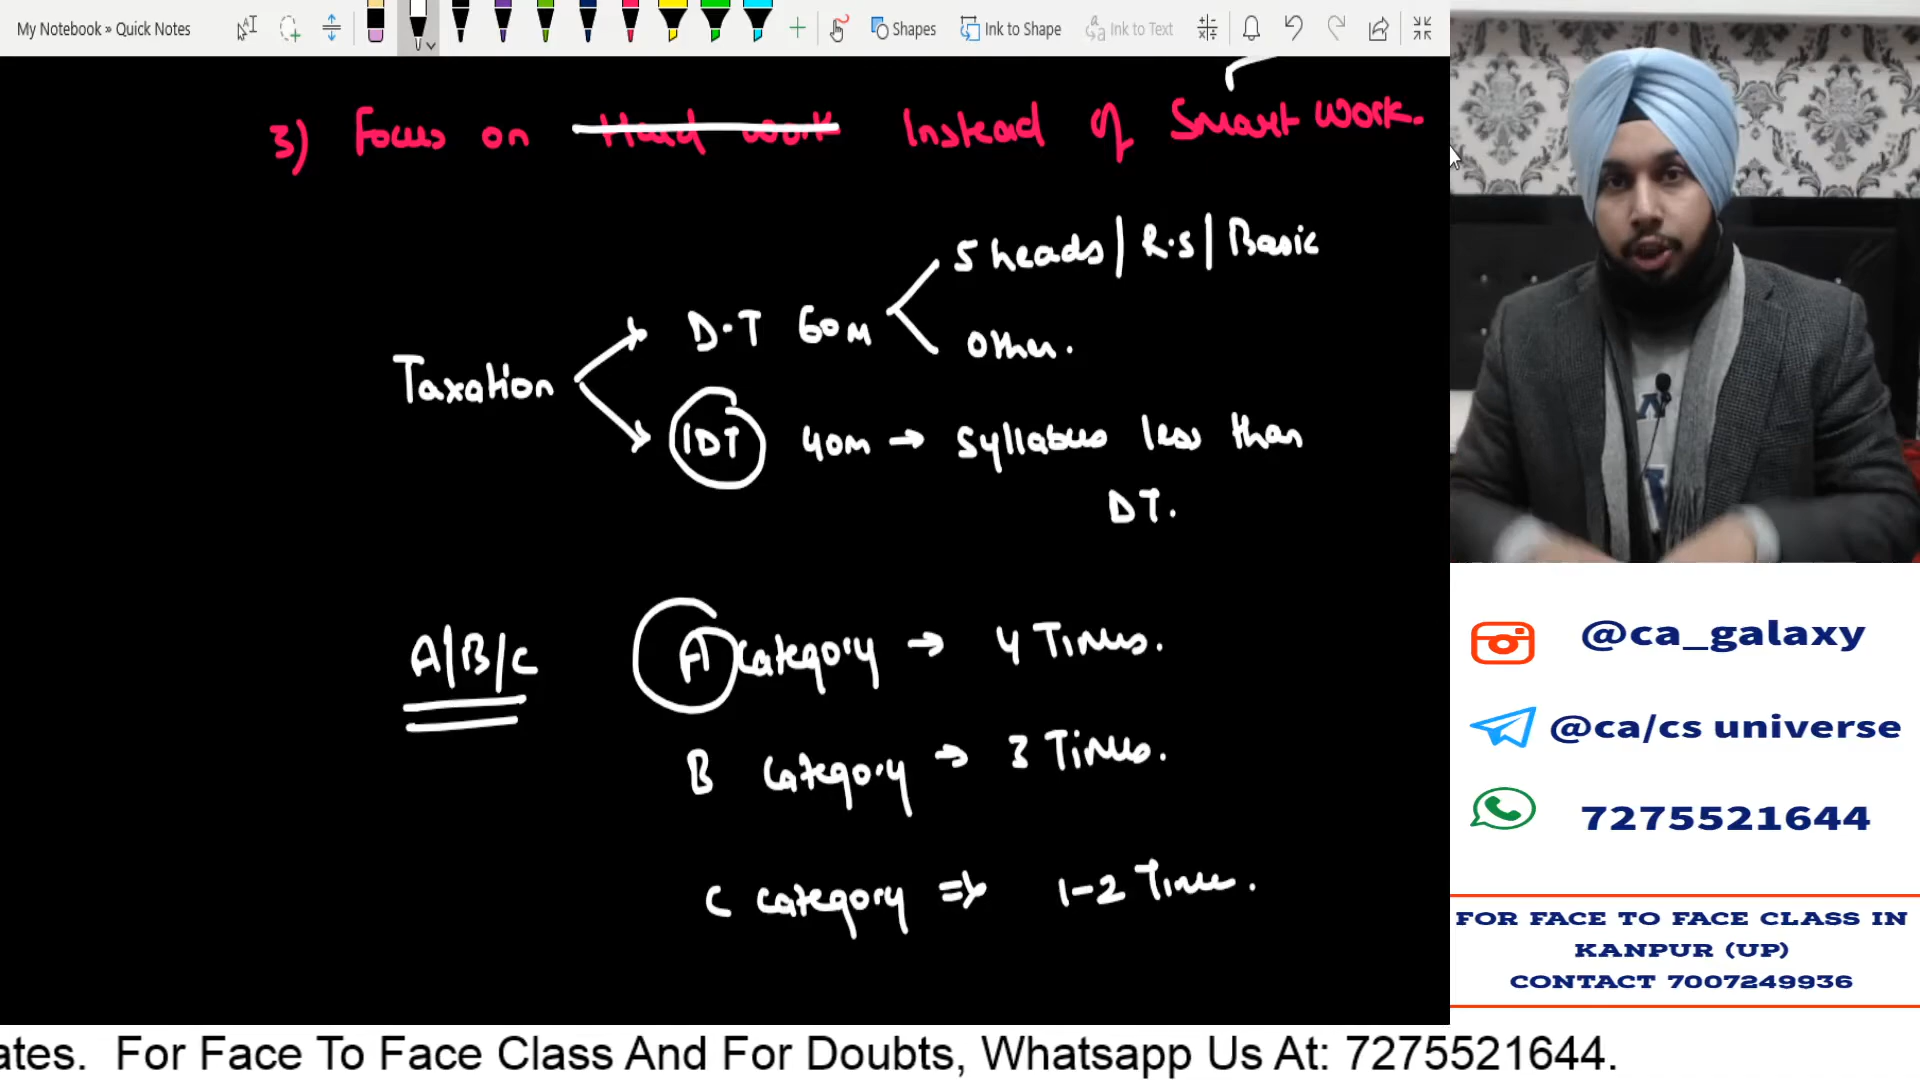 My Notebook » Quick Notes
Shapes
Ink to Shape
Ink to Text
3) Focus on Hard work Instead of Smart Work.
5 heads | R.S | Basic
D.T 60M
Other.
Taxation
IDT 40M → Syllabus less than
DT.
A/B/C
A Category → 4 Times.
B Category → 3 Times.
C Category ⇒ 1-2 Times.
@ca_galaxy
@ca/cs universe
7275521644
FOR FACE TO FACE CLASS IN
KANPUR (UP)
CONTACT 7007249936
ates. For Face To Face Class And For Doubts, Whatsapp Us At: 7275521644.